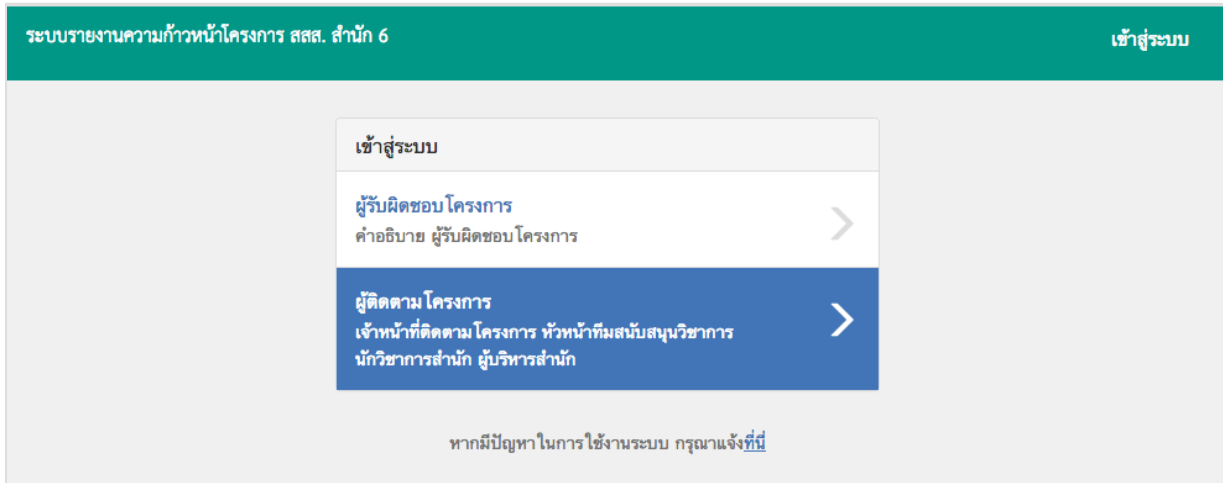 ระบบรายงานความก้าวหน้าโครงการ สสส. สำนัก 6
เข้าสู่ระบบ
เข้าสู่ระบบ
ผู้รับผิดชอบโครงการ
คำอธิบาย ผู้รับผิดชอบโครงการ
ผู้ติดตามโครงการ
เจ้าหน้าที่ติดตามโครงการ หัวหน้าทีมสนับสนุนวิชาการ
นักวิชาการสำนัก ผู้บริหารสำนัก
หากมีปัญหาในการใช้งานระบบ กรุณาแจ้งที่นี่